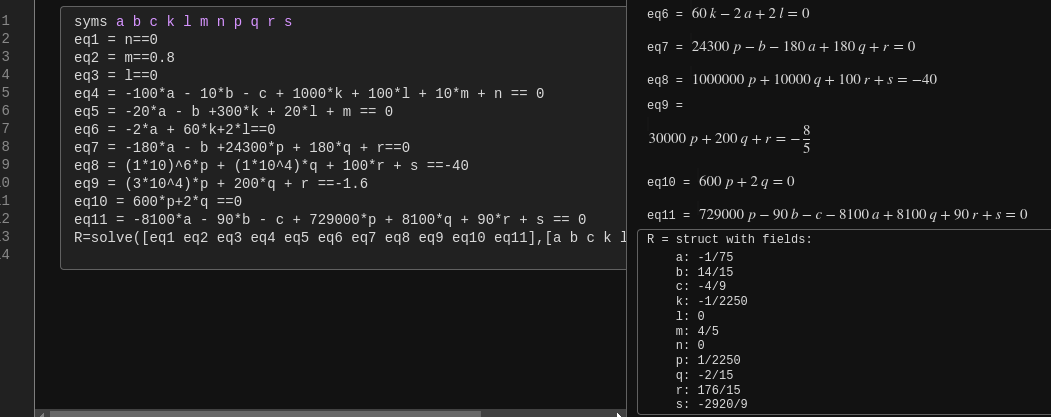 1 syms a b c k l m n p q r s
2 eq1 = n==0
3 eq2 = m==0.8
4 eq3 = l==0
5 eq4 = -100*a - 10*b - c + 1000*k + 100*l + 10*m + n == 0
6 eq5 = -20*a - b +300*k + 20*l + m == 0
7 eq6 = -2*a + 60*k+2*l==0
8 eq7 = -180*a - b +24300*p + 180*q + r==0
9 eq8 = (1*10)^6*p + (1*10^4)*q + 100*r + s ==-40
.0 eq9 = (3*10^4)*p + 200*q + r ==-1.6
.1 eq10 = 600*p+2*q ==0
.2 eq11 = -8100*a - 90*b - c + 729000*p + 8100*q + 90*r + s == 0
.3 R=solve([eq1 eq2 eq3 eq4 eq5 eq6 eq7 eq8 eq9 eq10 eq11],[a b c k l
.4
eq6 = 60 k − 2 a + 2 l = 0
eq7 = 24300 p − b − 180 a + 180 q + r = 0
eq8 = 1000000 p + 10000 q + 100 r + s = −40
eq9 =
30000 p + 200 q + r = −8/5
eq10 = 600 p + 2 q = 0
eq11 = 729000 p − 90 b − c − 8100 a + 8100 q + 90 r + s = 0
R = struct with fields:
a: -1/75
b: 14/15
c: -4/9
k: -1/2250
l: 0
m: 4/5
n: 0
p: 1/2250
q: -2/15
r: 176/15
s: -2920/9